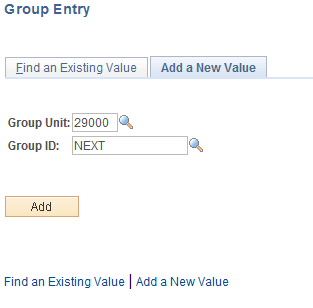 Group Entry
Find an Existing Value Add a New Value
Group Unit: 29000
Group ID: NEXT
Add
Find an Existing Value | Add a New Value